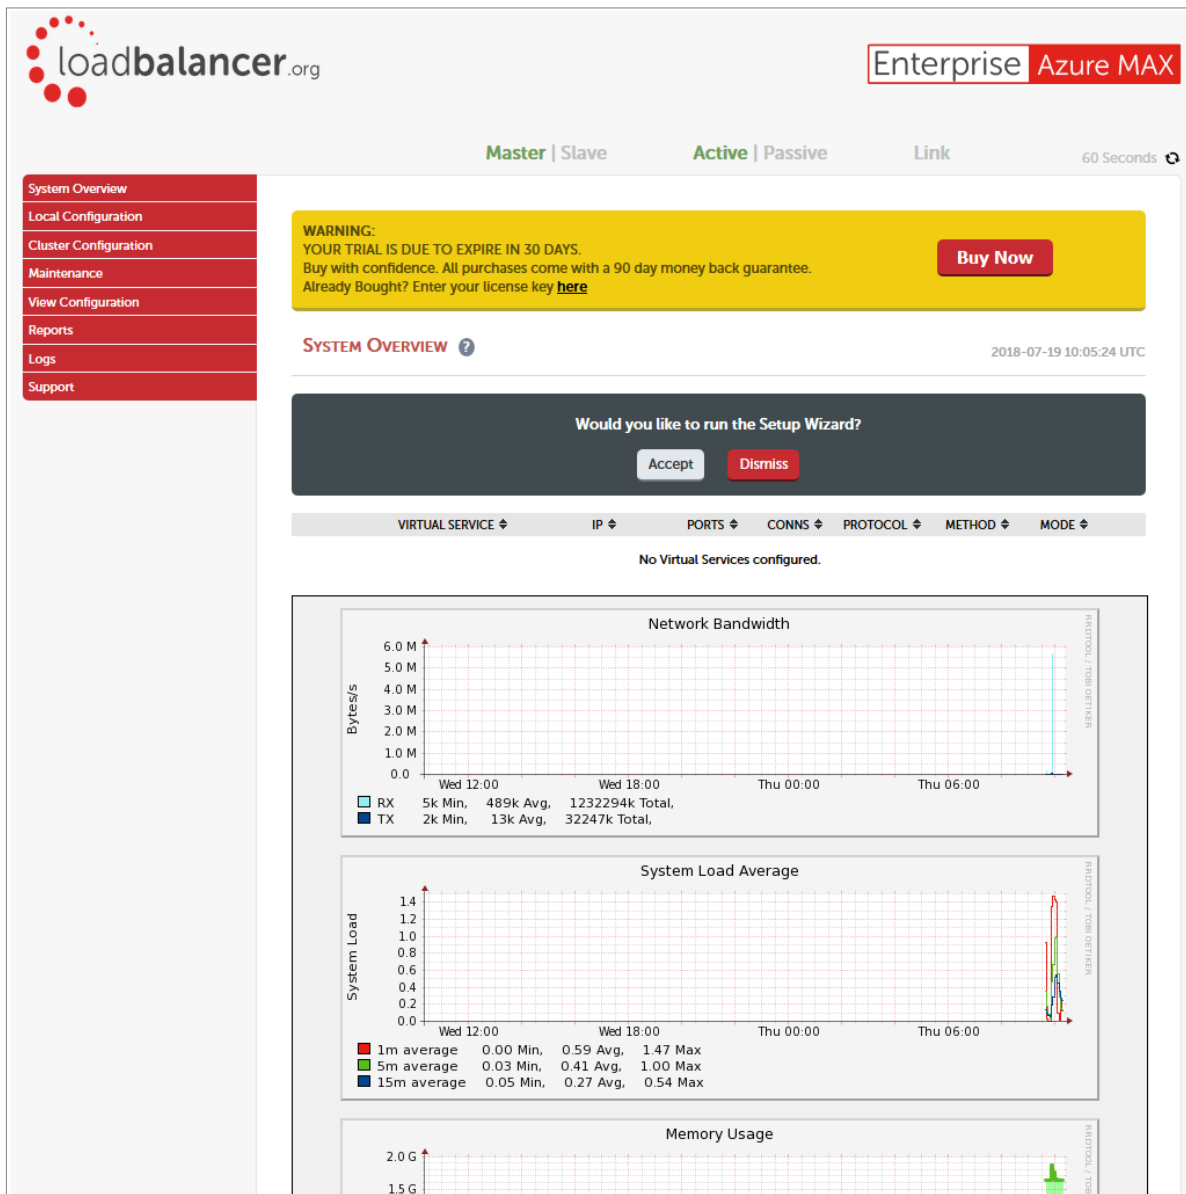 loadbalancer.org
Enterprise Azure MAX
Master | Slave Active | Passive Link 60 Seconds
System Overview
Local Configuration
Cluster Configuration
Maintenance
View Configuration
Reports
Logs
Support
WARNING:
YOUR TRIAL IS DUE TO EXPIRE IN 30 DAYS.
Buy with confidence. All purchases come with a 90 day money back guarantee.
Already Bought? Enter your license key here
Buy Now
SYSTEM OVERVIEW ?
2018-07-19 10:05:24 UTC
Would you like to run the Setup Wizard?
Accept Dismiss
VIRTUAL SERVICE IP PORTS CONNS PROTOCOL METHOD MODE
No Virtual Services configured.
Network Bandwidth
RRDTOOL / TOBI OETIKER
Bytes/s
6.0 M
5.0 M
4.0 M
3.0 M
2.0 M
1.0 M
0.0
Wed 12:00 Wed 18:00 Thu 00:00 Thu 06:00
RX 5k Min, 489k Avg, 1232294k Total,
TX 2k Min, 13k Avg, 32247k Total,
System Load Average
RRDTOOL / TOBI OETIKER
System Load
1.4
1.2
1.0
0.8
0.6
0.4
0.2
0.0
Wed 12:00 Wed 18:00 Thu 00:00 Thu 06:00
1m average 0.00 Min, 0.59 Avg, 1.47 Max
5m average 0.03 Min, 0.41 Avg, 1.00 Max
15m average 0.05 Min, 0.27 Avg, 0.54 Max
Memory Usage
RRDTOOL / TOB
2.0 G
1.5 G